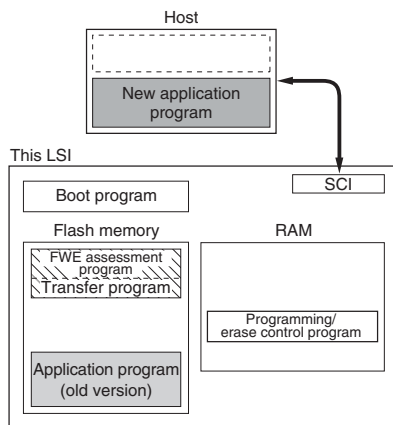 Host
New application
program
This LSI
Boot program
SCI
Flash memory
RAM
FWE assessment
program
Transfer program
Programming/
erase control program
Application program
(old version)